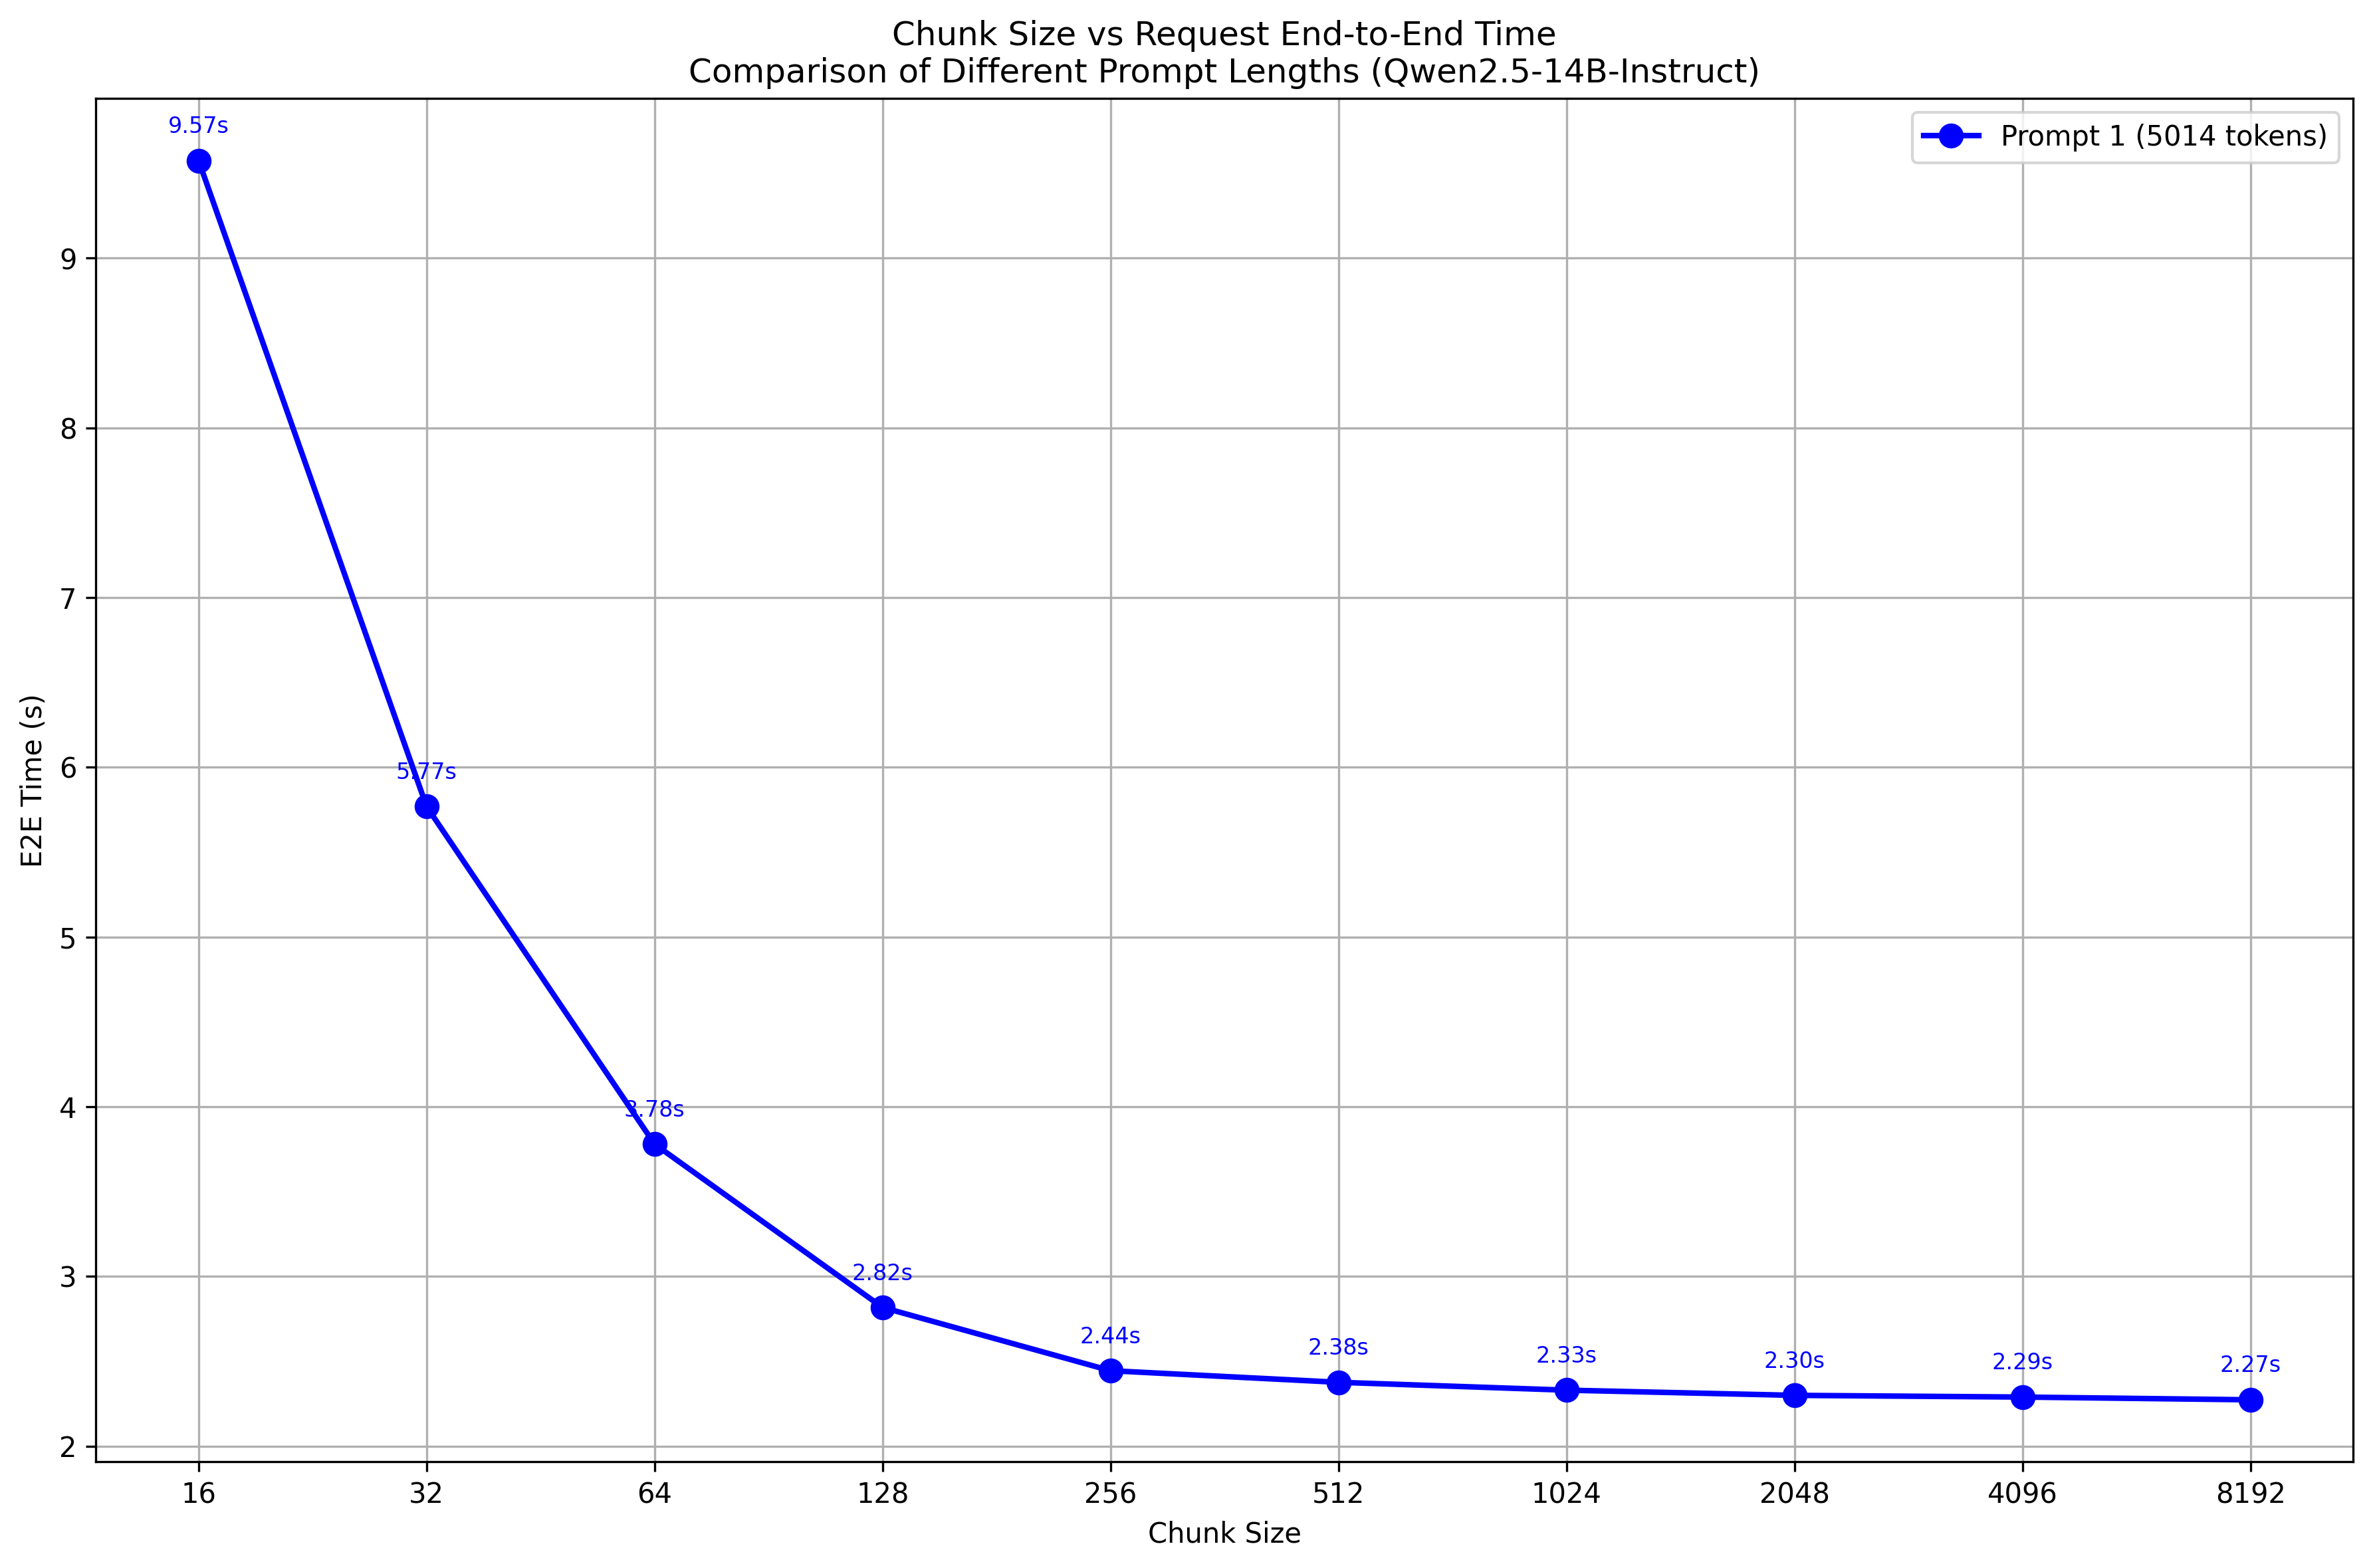 Chunk Size vs Request End-to-End Time
Comparison of Different Prompt Lengths (Qwen2.5-14B-Instruct)
Prompt 1 (5014 tokens)
9.57s
5.77s
3.78s
2.82s
2.44s
2.38s
2.33s
2.30s
2.29s
2.27s
E2E Time (s)
9
8
7
6
5
4
3
2
16 32 64 128 256 512 1024 2048 4096 8192
Chunk Size